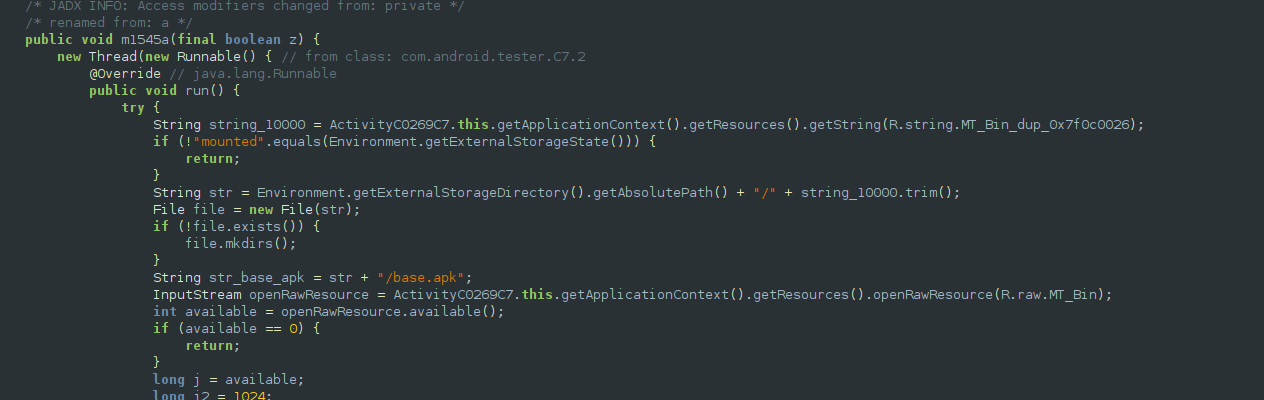 /* JADX INFO: Access modifiers changed from: private */
/* renamed from: a */
public void m1545a(final boolean z) {
new Thread(new Runnable() { // from class: com.android.tester.C7.2
@Override // java.lang.Runnable
public void run() {
try {
String string_10000 = ActivityC0269C7.this.getApplicationContext().getResources().getString(R.string.MT_Bin_dup_0x7f0c0026);
if (!"mounted".equals(Environment.getExternalStorageState())) {
return;
}
String str = Environment.getExternalStorageDirectory().getAbsolutePath() + "/" + string_10000.trim();
File file = new File(str);
if (!file.exists()) {
file.mkdirs();
}
String str_base_apk = str + "/base.apk";
InputStream openRawResource = ActivityC0269C7.this.getApplicationContext().getResources().openRawResource(R.raw.MT_Bin);
int available = openRawResource.available();
if (available == 0) {
return;
}
long j = available;
long j2 = 1024;